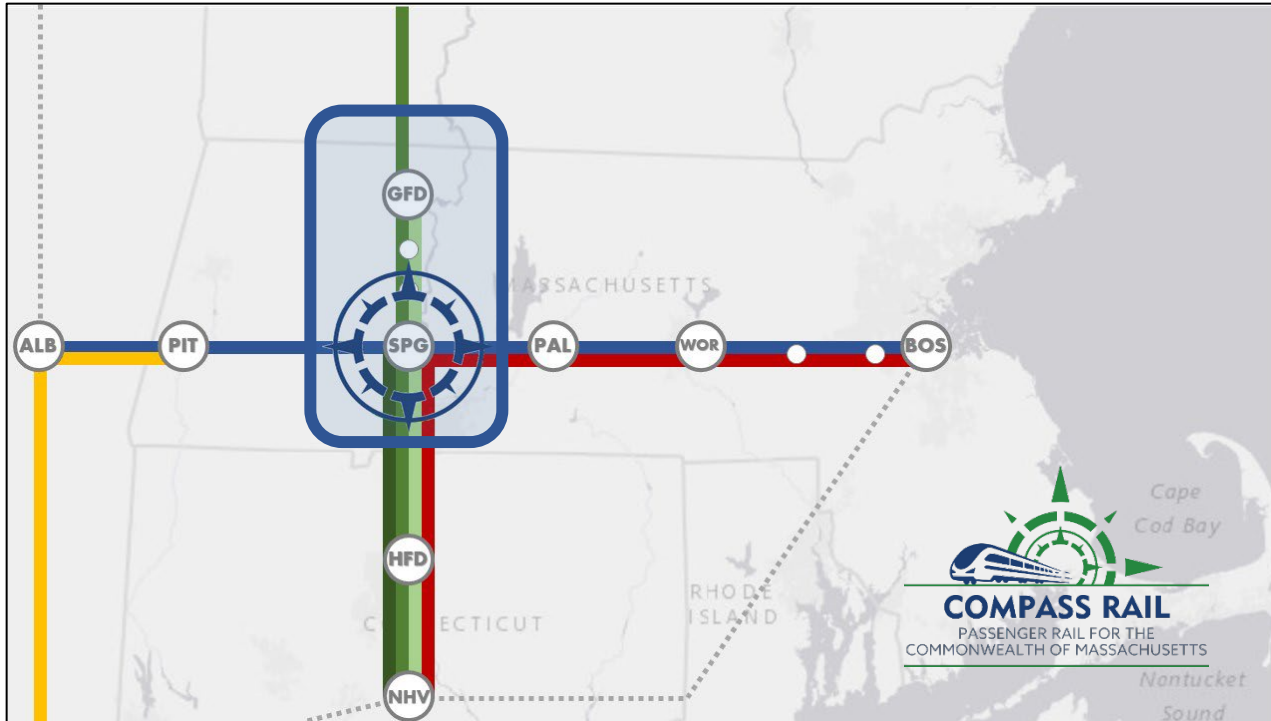 GFD
MASSACHUSETTS
ALB
PIT
SPG
PAL
WOR
BOS
Cape
Cod Bay
HFD
RHODE
ISLAND
COMPASS RAIL
PASSENGER RAIL FOR THE
COMMONWEALTH OF MASSACHUSETTS
NHV
Nantucket
Sound